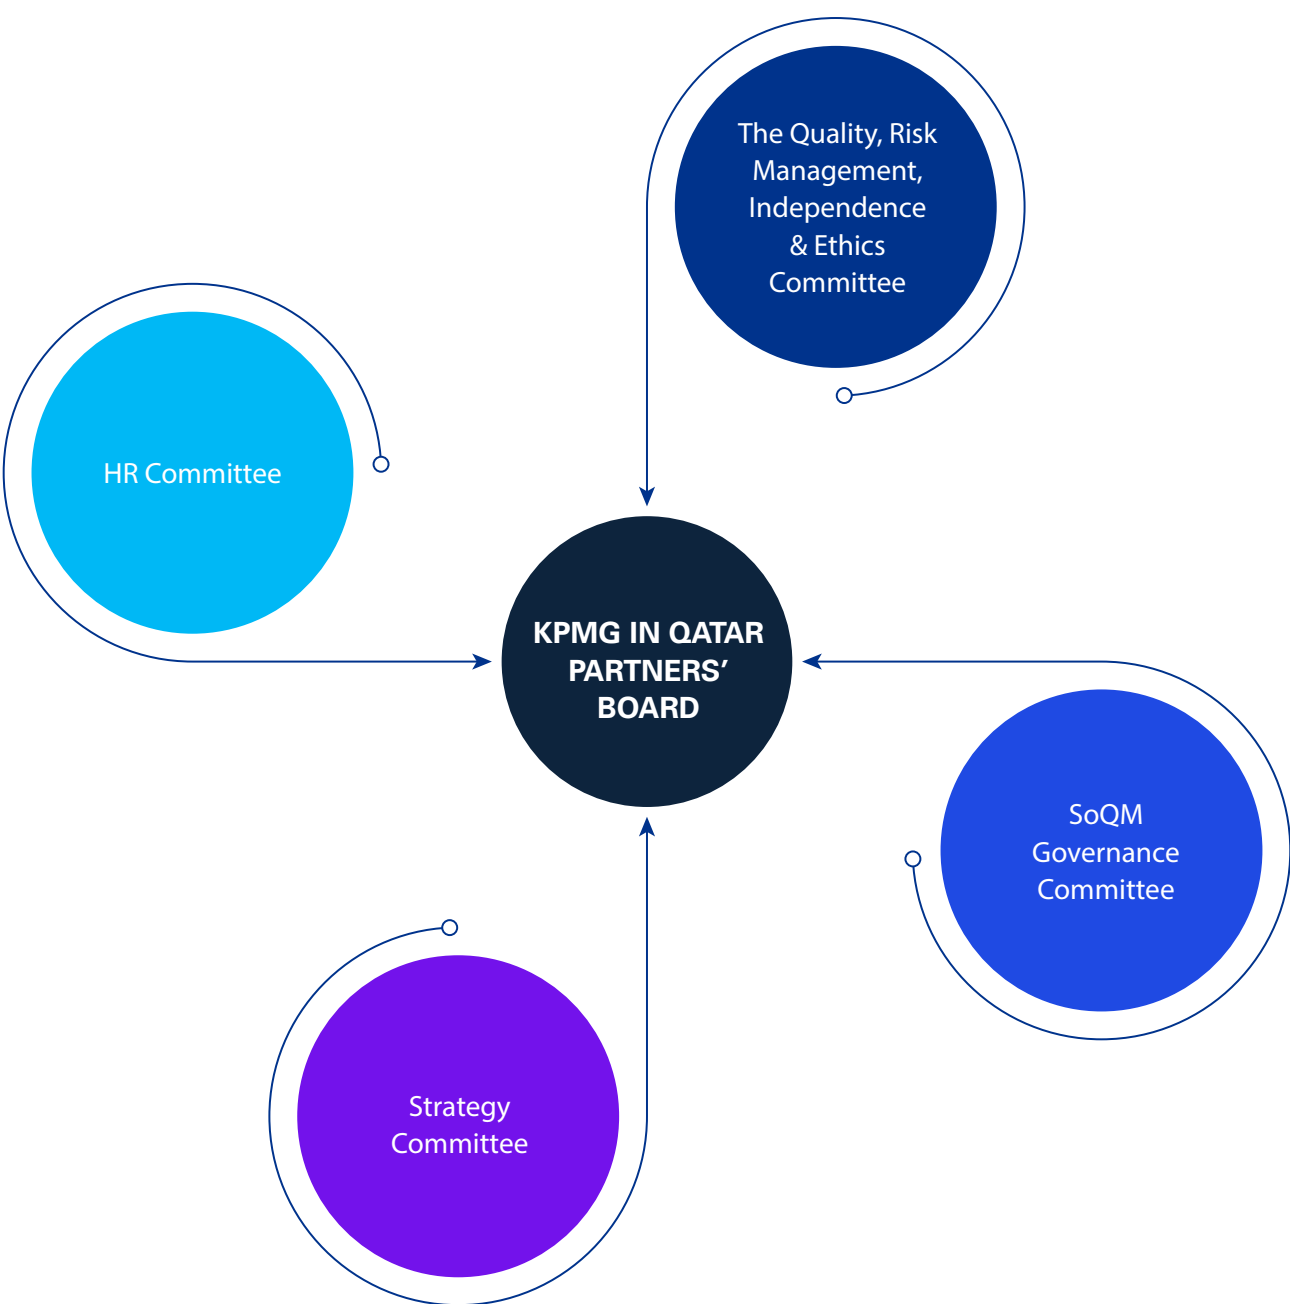 The Quality, Risk
Management,
Independence
& Ethics
Committee
HR Committee
KPMG IN QATAR
PARTNERS’
BOARD
SoQM
Governance
Committee
Strategy
Committee